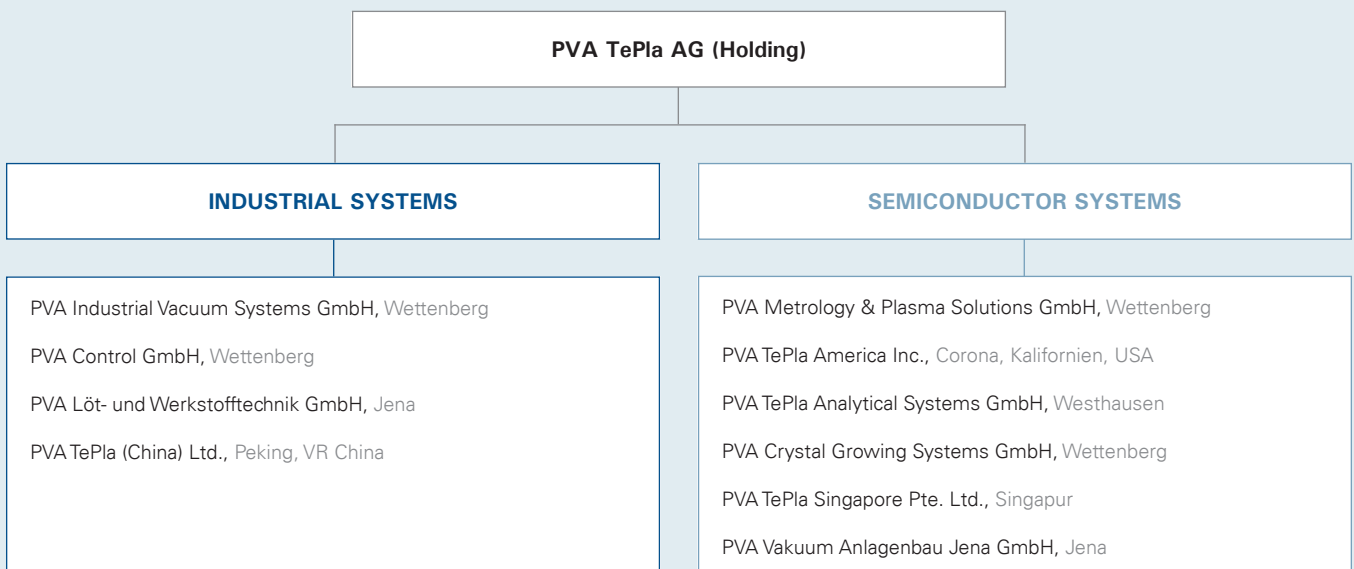 PVA TePla AG (Holding)
INDUSTRIAL SYSTEMS
PVA Industrial Vacuum Systems GmbH, Wettenberg
PVA Control GmbH, Wettenberg
PVA Löt- und Werkstofftechnik GmbH, Jena
PVA TePla (China) Ltd., Peking, VR China
SEMICONDUCTOR SYSTEMS
PVA Metrology & Plasma Solutions GmbH, Wettenberg
PVA TePla America Inc., Corona, Kalifornien, USA
PVA TePla Analytical Systems GmbH, Westhausen
PVA Crystal Growing Systems GmbH, Wettenberg
PVA TePla Singapore Pte. Ltd., Singapur
PVA Vakuum Anlagenbau Jena GmbH, Jena